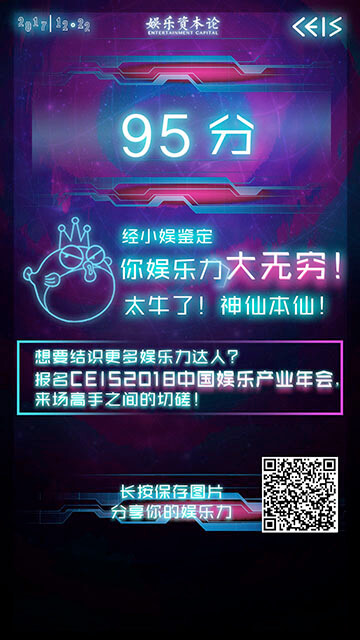 2017|12·22
娱乐资本论
ENTERTAINMENT CAPITAL
CEIS
95分
经小娱鉴定
你娱乐力大无穷！
太牛了！神仙本仙！
想要结识更多娱乐力达人？
报名CEIS2018中国娱乐产业年会，
来场高手之间的切磋！
长按保存图片
分享你的娱乐力